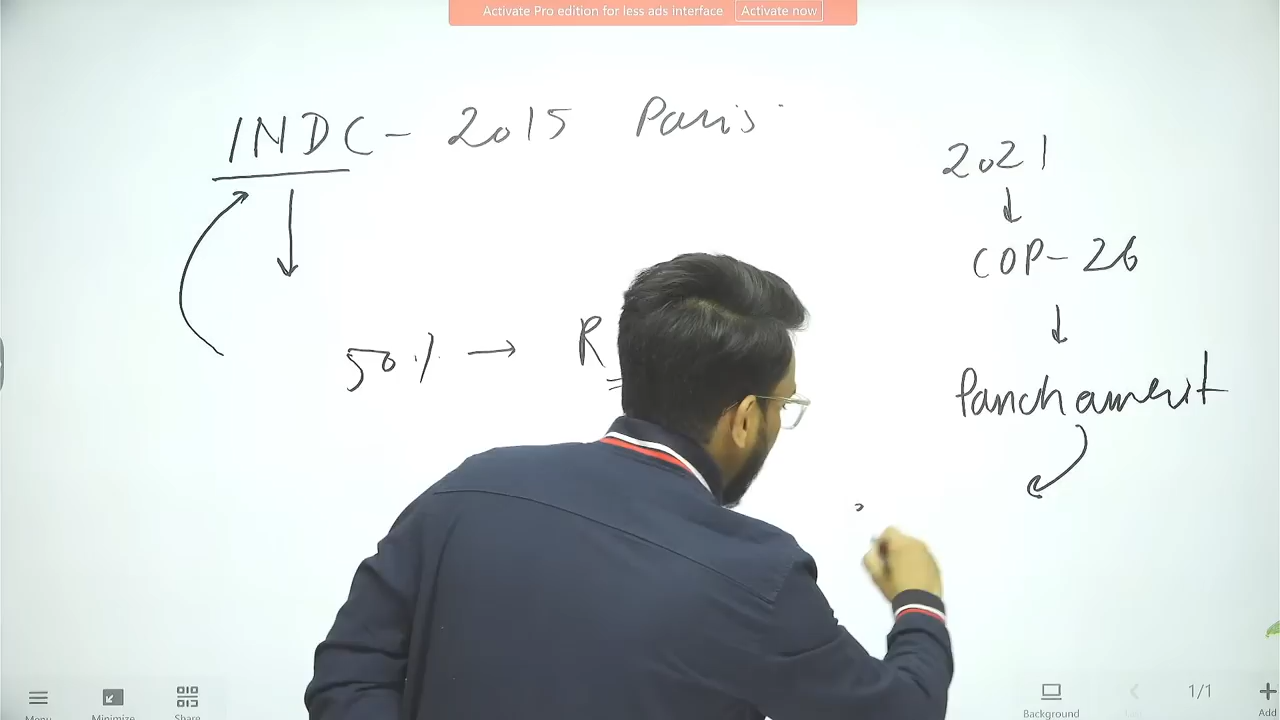 Activate Pro edition for less ads interface Activate now
INDC - 2015 Paris
2021
COP-26
50% → R
Panchamrit
Menu Minimize Share
Background 1/1 Add